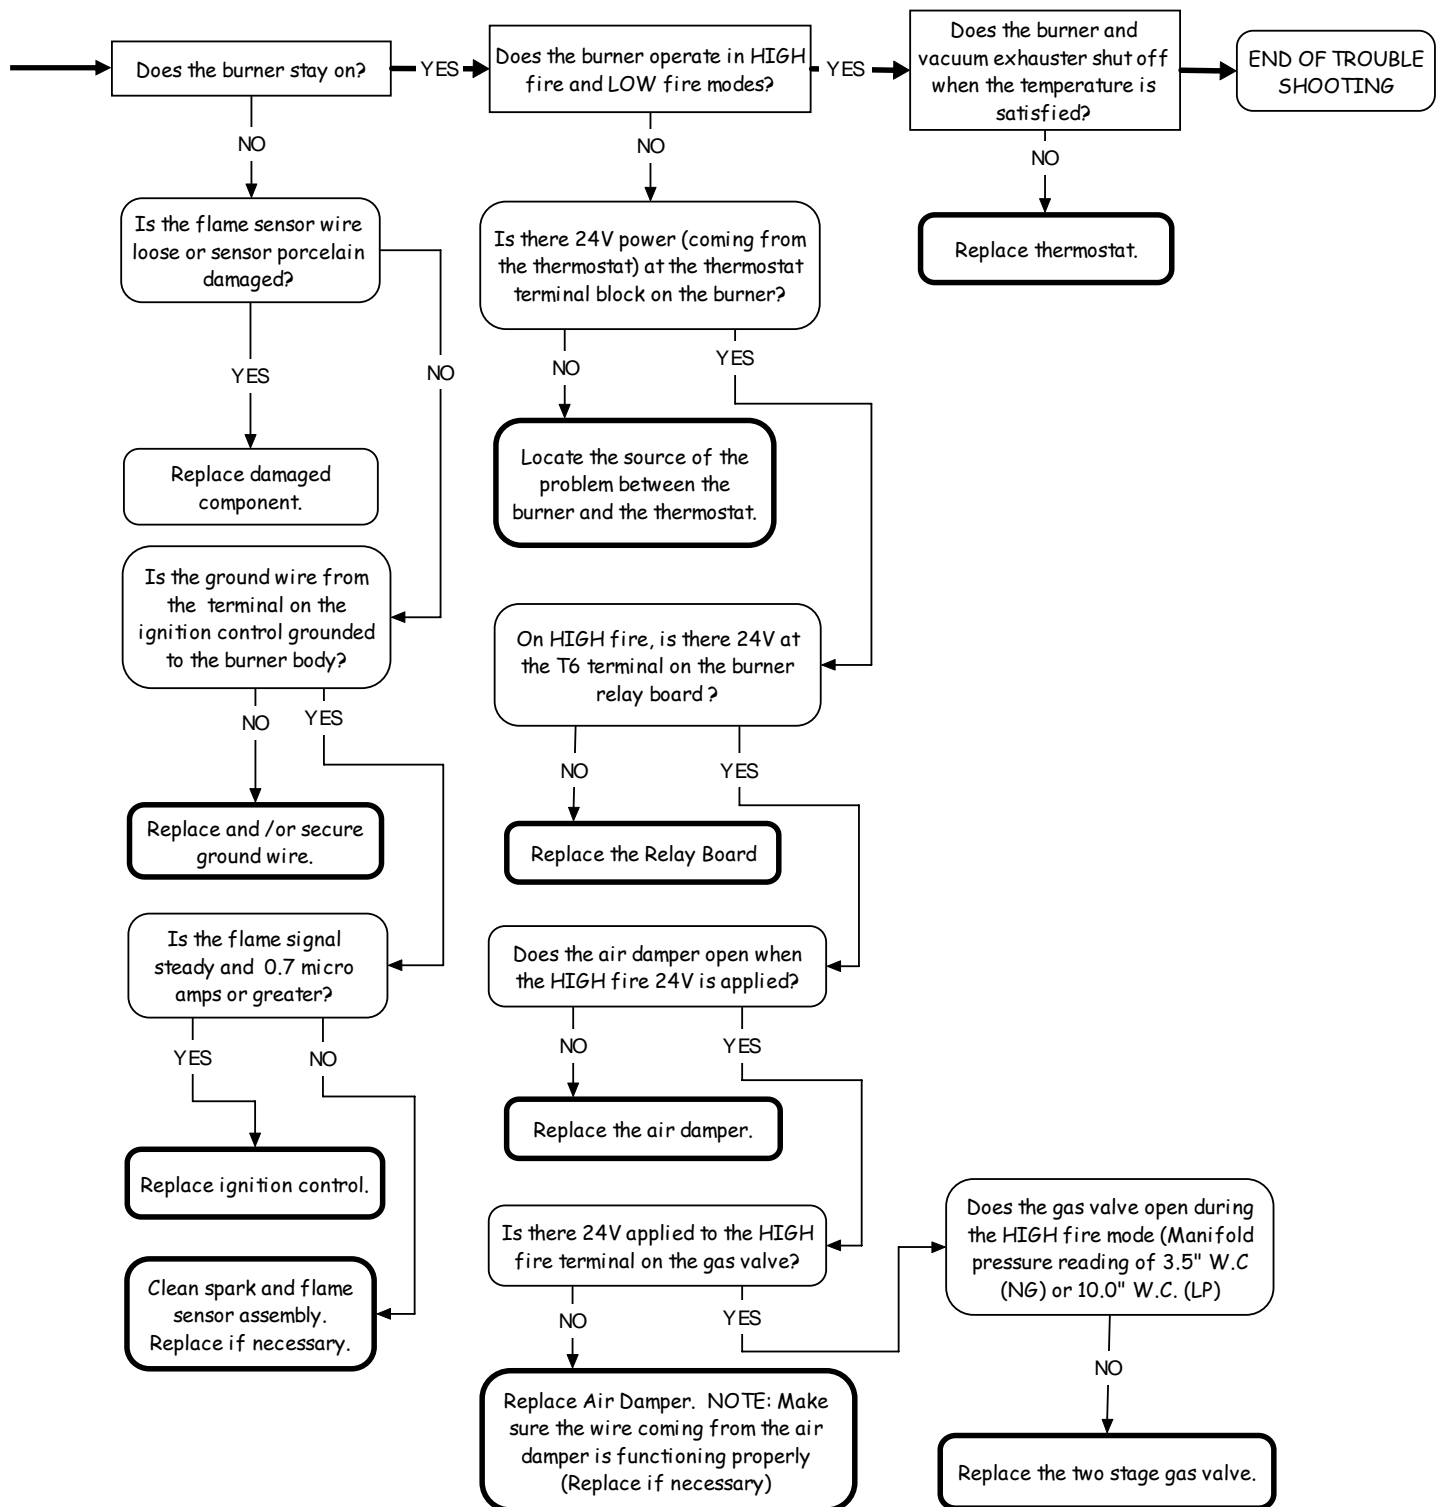 Does the burner stay on?
YES
Does the burner operate in HIGH
fire and LOW fire modes?
YES
Does the burner and
vacuum exhauster shut off
when the temperature is
satisfied?
END OF TROUBLE
SHOOTING
NO
Is the flame sensor wire
loose or sensor porcelain
damaged?
YES
NO
Replace damaged
component.
Is the ground wire from
the terminal on the
ignition control grounded
to the burner body?
NO
YES
Replace and /or secure
ground wire.
Is the flame signal
steady and 0.7 micro
amps or greater?
YES
NO
Replace ignition control.
Clean spark and flame
sensor assembly.
Replace if necessary.
NO
Is there 24V power (coming from
the thermostat) at the thermostat
terminal block on the burner?
NO
YES
Locate the source of the
problem between the
burner and the thermostat.
On HIGH fire, is there 24V at
the T6 terminal on the burner
relay board ?
NO
YES
Replace the Relay Board
Does the air damper open when
the HIGH fire 24V is applied?
NO
YES
Replace the air damper.
Is there 24V applied to the HIGH
fire terminal on the gas valve?
NO
YES
Replace Air Damper. NOTE: Make
sure the wire coming from the air
damper is functioning properly
(Replace if necessary)
NO
Replace thermostat.
Does the gas valve open during
the HIGH fire mode (Manifold
pressure reading of 3.5" W.C
(NG) or 10.0" W.C. (LP)
NO
Replace the two stage gas valve.